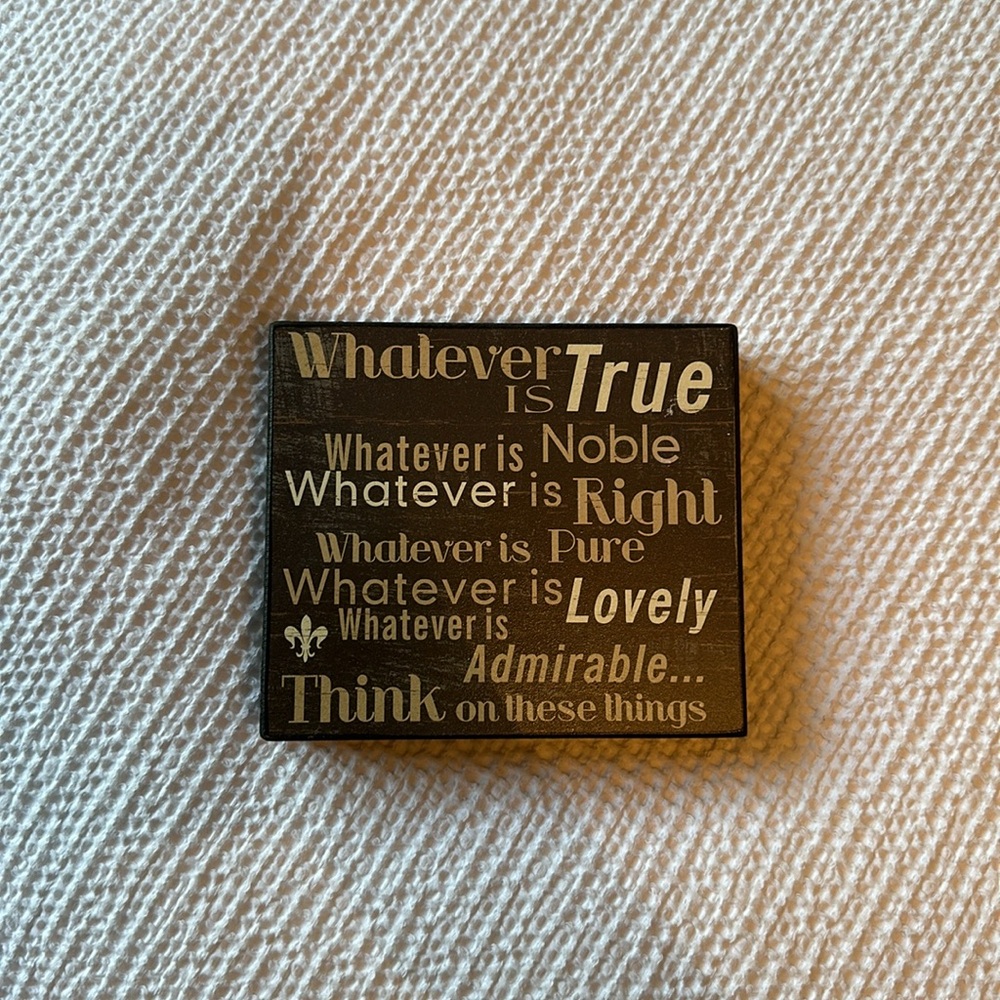 Whatever
IS True
Whatever is Noble
Whatever is Right
Whatever is Pure
Whatever is Lovely
Whatever is
Admirable...
Think on these things